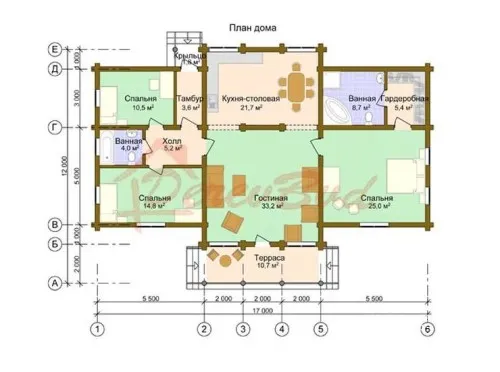 План дома
Е
Д
Г
В
Б
А
1 000
3 000
5 000
1 000
2 000
12 000
Крыльцо
1,8 м²
Спальня
10,5 м²
Тамбур
3,6 м²
Кухня-столовая
21,7 м²
Ванная
8,7 м²
Гардеробная
5,4 м²
Ванная
4,0 м²
Холл
5,2 м²
Гостиная
33,2 м²
Спальня
14,6 м²
Спальня
25,0 м²
Терраса
10,7 м²
5 500
2 000
2 000
2 000
5 500
17 000
1
2
3
4
5
6